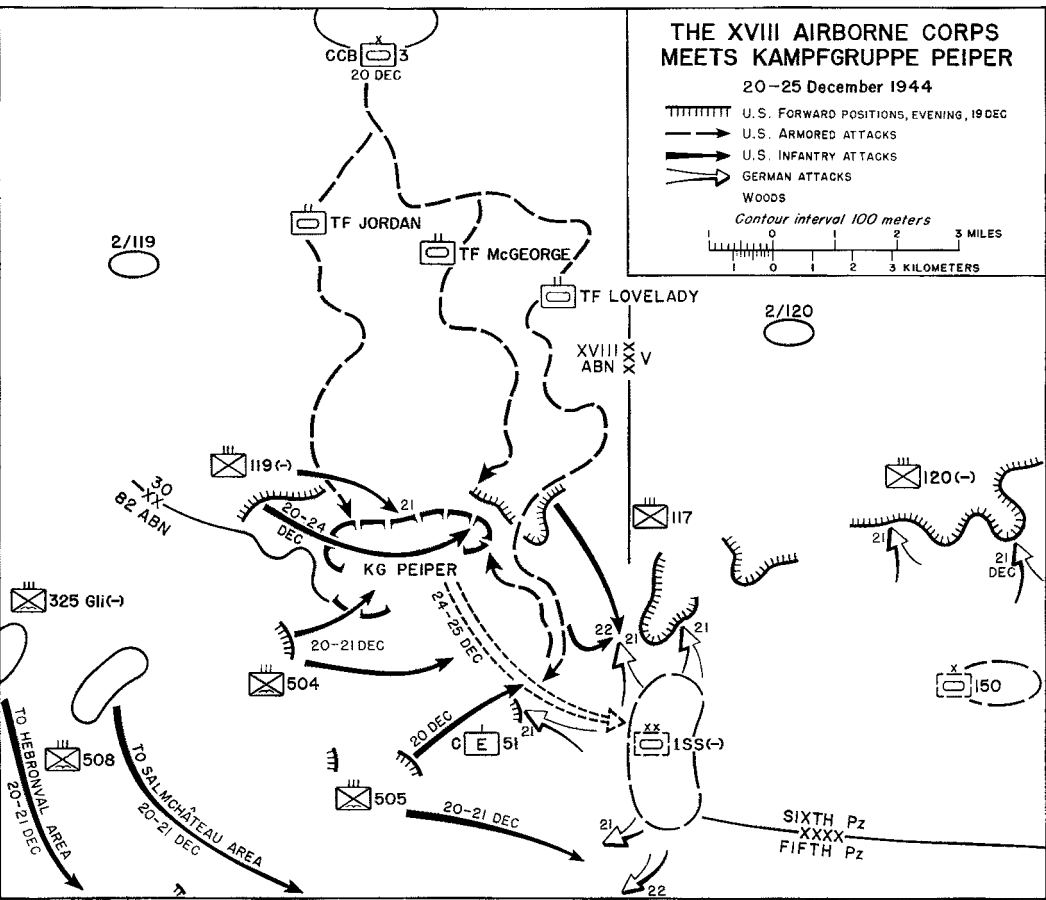 THE XVIII AIRBORNE CORPS
MEETS KAMPFGRUPPE PEIPER
20-25 December 1944
U.S. FORWARD POSITIONS, EVENING, 19 DEC
U.S. ARMORED ATTACKS
U.S. INFANTRY ATTACKS
GERMAN ATTACKS
WOODS
Contour interval 100 meters
1 0 1 2 3 MILES
1 0 1 2 3 KILOMETERS
X
CCB 3
20 DEC
TF JORDAN
2/119
TF McGEORGE
TF LOVELADY
2/120
XVIII XXX V
ABN
119(-)
120(-)
30
XX
82 ABN
21
20-24
DEC
117
21
21
DEC
KG PEIPER
325 Gli(-)
24-25
DEC
20-21 DEC
22
21
21
504
X
150
20 DEC
C E 51
21
XX
1SS(-)
TO HEBRONVAL AREA
20-21 DEC
508
TO SALMCHÂTEAU AREA
20-21 DEC
505
20-21 DEC
21
SIXTH Pz
XXXX
FIFTH Pz
22